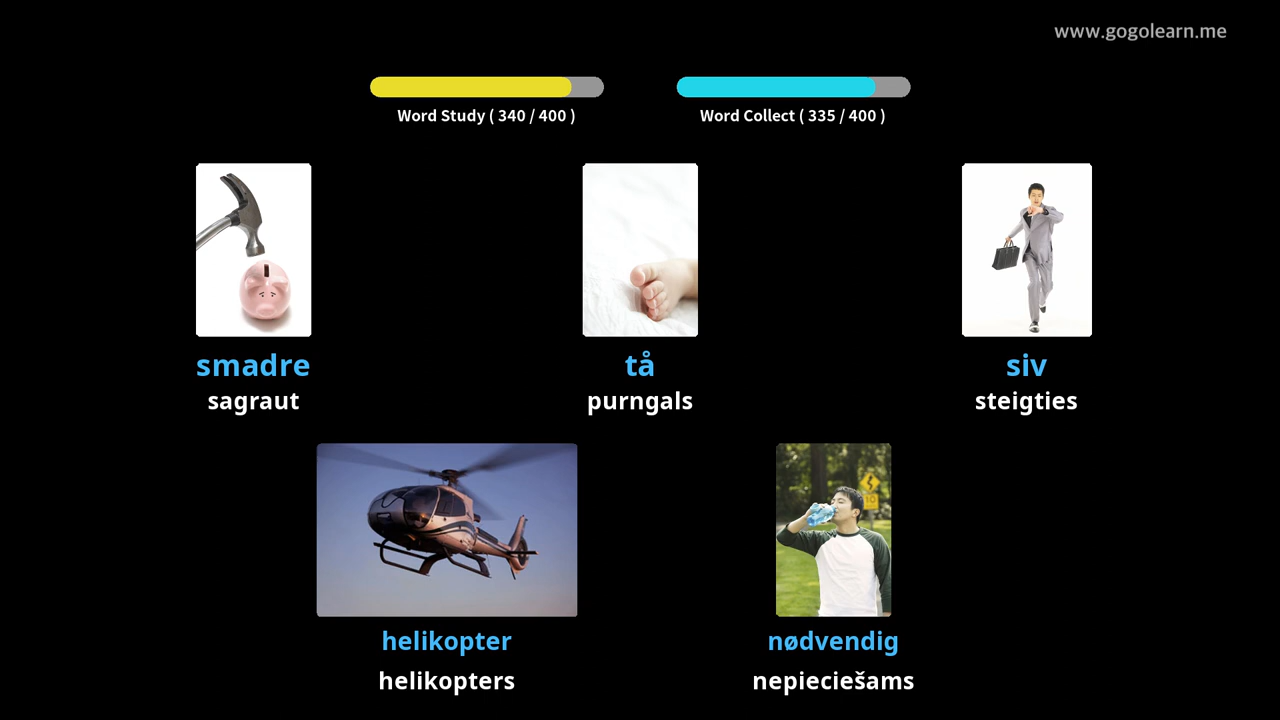 www.gogolearn.me
Word Study ( 340 / 400 )
Word Collect ( 335 / 400 )
smadre
sagraut
tå
purngals
siv
steigties
helikopter
helikopters
nødvendig
nepieciešams